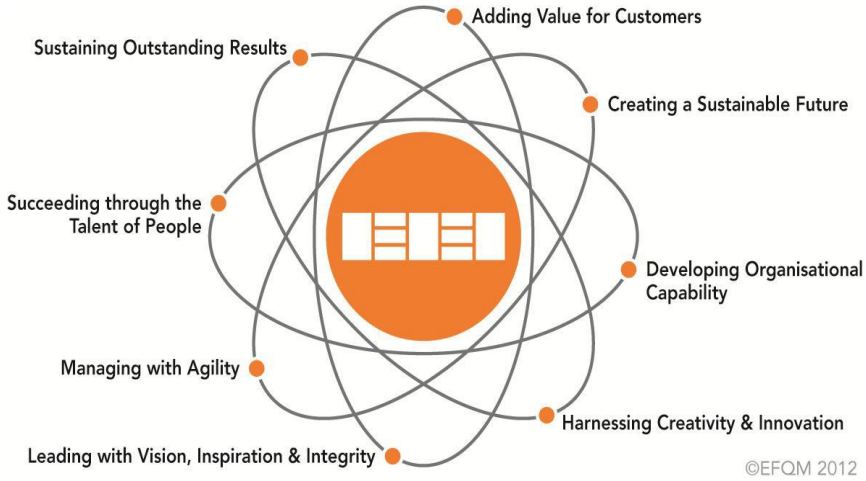 Adding Value for Customers
Sustaining Outstanding Results
Creating a Sustainable Future
Succeeding through the
Talent of People
Developing Organisational
Capability
Managing with Agility
Harnessing Creativity & Innovation
Leading with Vision, Inspiration & Integrity
©EFQM 2012